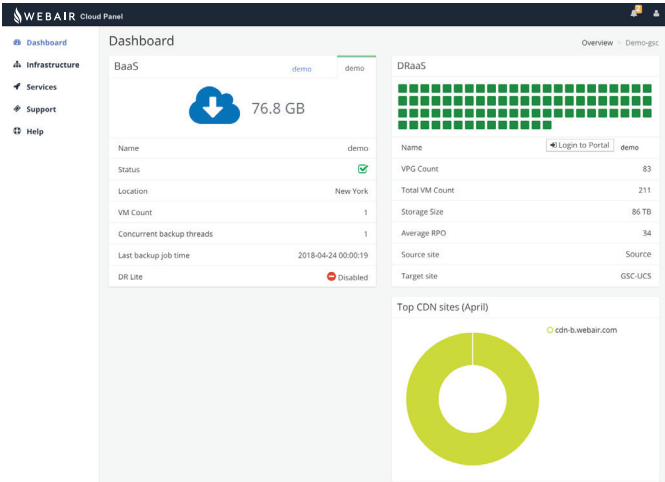 WEBAIR Cloud Panel
2
Dashboard
Infrastructure
Services
Support
Help
Dashboard
Overview > Demo-gsc
BaaS demo demo
76.8 GB
Name demo
Status
Location New York
VM Count 1
Concurrent backup threads 1
Last backup job time 2018-04-24 00:00:19
DR Lite Disabled
DRaaS
Name Login to Portal demo
VPG Count 83
Total VM Count 211
Storage Size 86 TB
Average RPO 34
Source site Source
Target site GSC-UCS
Top CDN sites (April)
cdn-b.webair.com